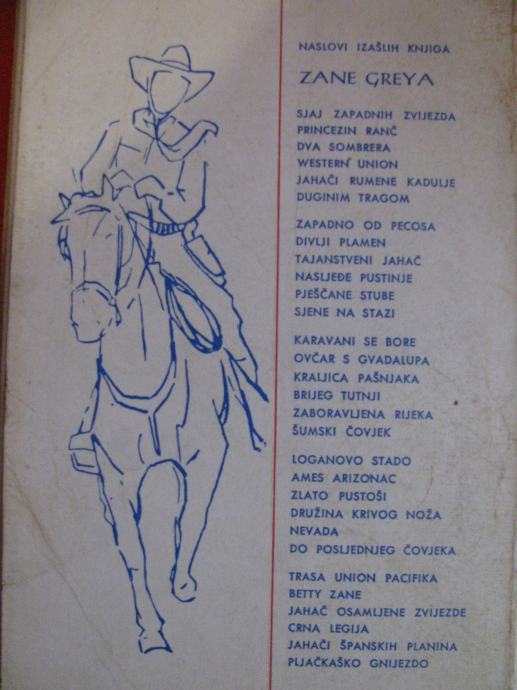 NASLOVI IZAŠLIH KNJIGA
ZANE GREYA
SJAJ ZAPADNIH ZVIJEZDA
PRINCEZIN RANČ
DVA SOMBRERA
WESTERN UNION
JAHAČI RUMENE KADULJE
DUGINIM TRAGOM
ZAPADNO OD PECOSA
DIVLJI PLAMEN
TAJANSTVENI JAHAČ
NASLJEĐE PUSTINJE
PJEŠČANE STUBE
SJENE NA STAZI
KARAVANI SE BORE
OVČAR S GVADALUPA
KRALJICA PAŠNJAKA
BRIJEG TUTNJI
ZABORAVLJENA RIJEKA
ŠUMSKI ČOVJEK
LOGANOVO STADO
AMES ARIZONAC
ZLATO PUSTOŠI
DRUŽINA KRIVOG NOŽA
NEVADA
DO POSLJEDNJEG ČOVJEKA
TRASA UNION PACIFIKA
BETTY ZANE
JAHAČ OSAMLJENE ZVIJEZDE
CRNA LEGIJA
JAHAČI ŠPANSKIH PLANINA
PLJAČKAŠKO GNIJEZDO